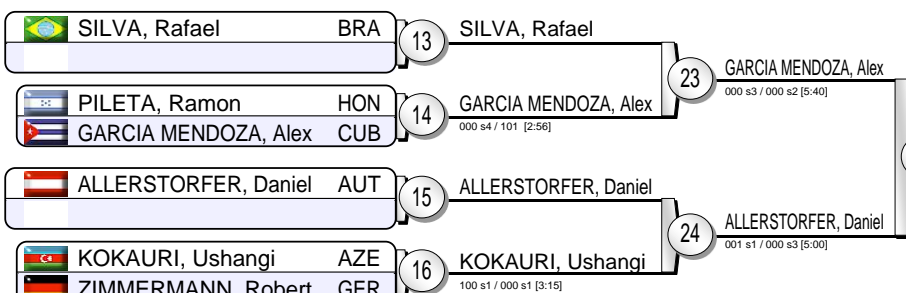 SILVA, Rafael BRA
13
SILVA, Rafael
23
GARCIA MENDOZA, Alex
000 s3 / 000 s2 [5:40]
PILETA, Ramon HON
GARCIA MENDOZA, Alex CUB
14
GARCIA MENDOZA, Alex
000 s4 / 101 [2:56]
ALLERSTORFER, Daniel AUT
15
ALLERSTORFER, Daniel
24
ALLERSTORFER, Daniel
001 s1 / 000 s3 [5:00]
KOKAURI, Ushangi AZE
ZIMMERMANN, Robert GER
16
KOKAURI, Ushangi
100 s1 / 000 s1 [3:15]